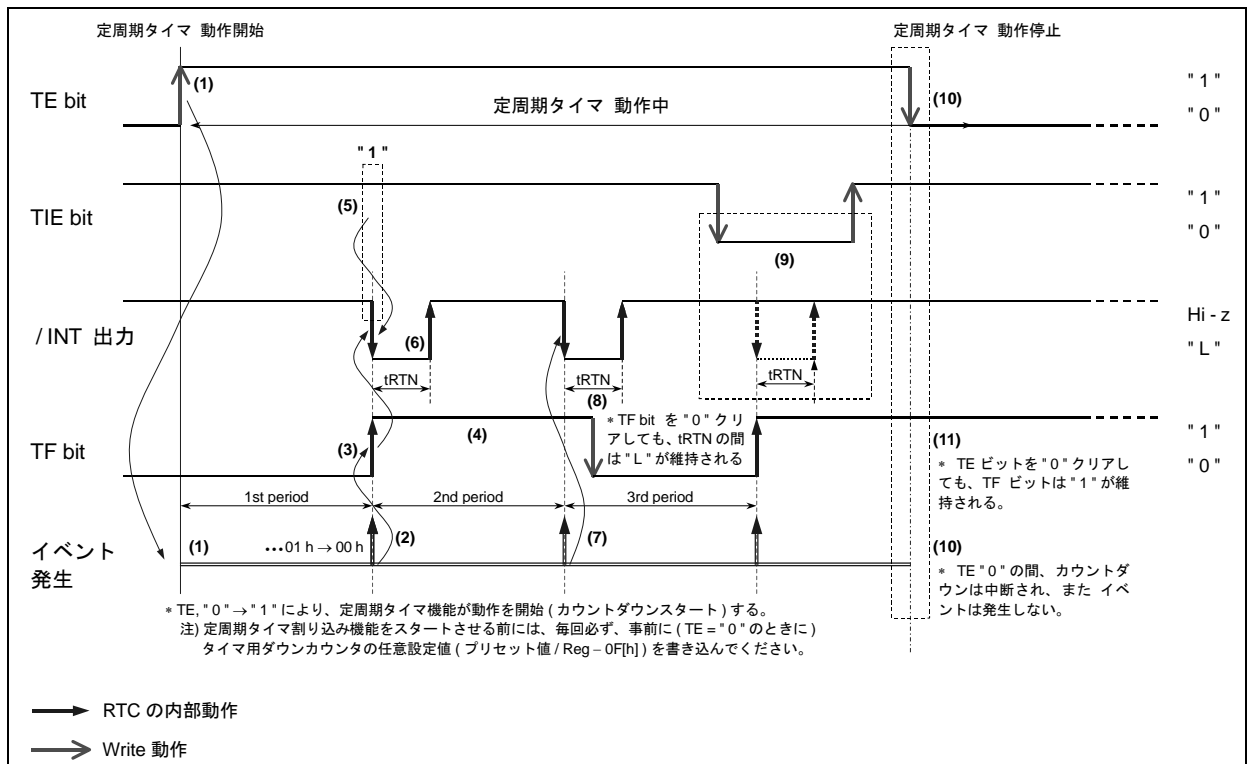 定周期タイマ 動作開始
定周期タイマ 動作停止
TE bit
(1)
(10)
" 1 "
" 0 "
定周期タイマ 動作中
" 1 "
TIE bit
(5)
(9)
" 1 "
" 0 "
/ INT 出力
(6)
Hi - z
" L "
tRTN
tRTN
tRTN
(8)
* TF bit を " 0 " クリ
アしても、tRTN の間
は " L " が維持される
TF bit
(3)
(4)
" 1 "
" 0 "
(11)
* TE ビットを " 0 " クリアし
ても、TF ビットは " 1 " が維
持される。
1st period
2nd period
3rd period
イベント
発生
(1)
•••01 h → 00 h
(2)
(7)
(10)
* TE " 0 " の間、カウントダ
ウンは中断され、また イベ
ントは発生しない。
* TE, " 0 " → " 1 " により、定周期タイマ機能が動作を開始 ( カウントダウンスタート ) する。
注) 定周期タイマ割り込み機能をスタートさせる前には、毎回必ず、事前に ( TE = " 0 " のときに )
タイマ用ダウンカウンタの任意設定値 ( プリセット値 / Reg – 0F[h] ) を書き込んでください。
RTC の内部動作
Write 動作